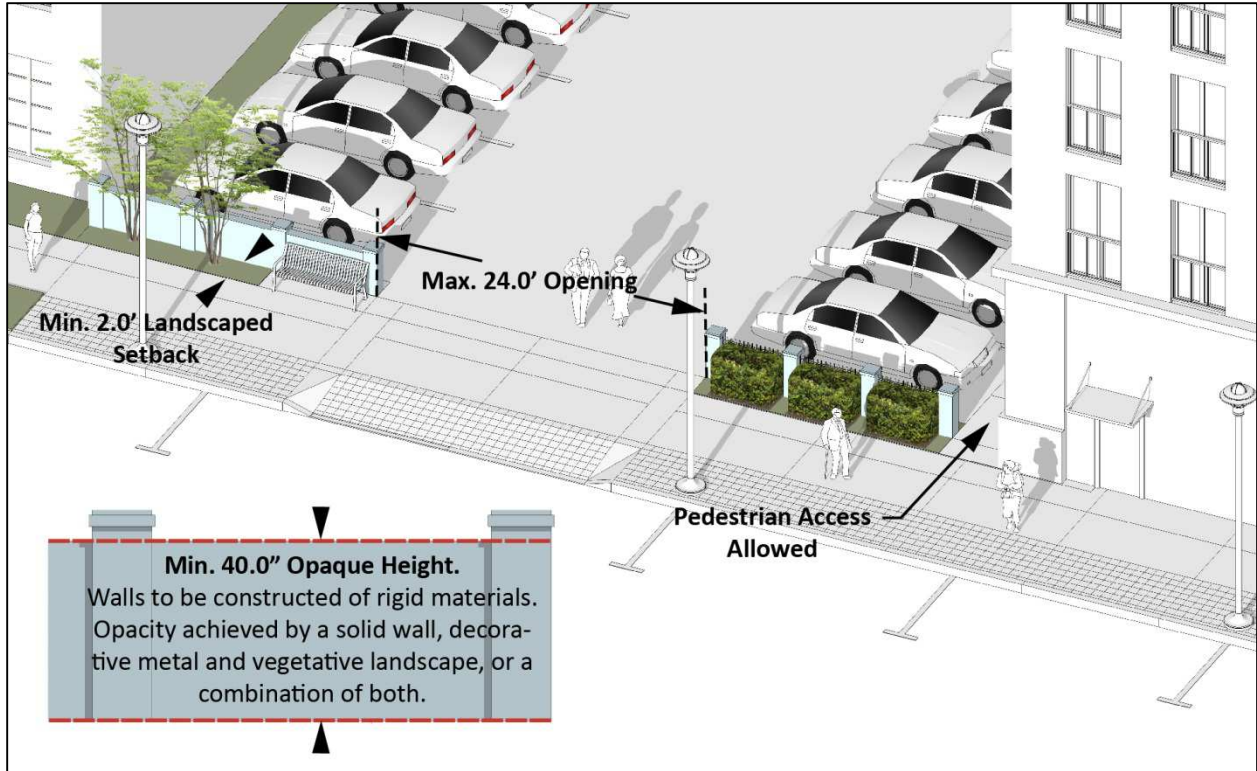 Max. 24.0’ Opening
Min. 2.0’ Landscaped
Setback
Pedestrian Access
Allowed
Min. 40.0” Opaque Height.
Walls to be constructed of rigid materials.
Opacity achieved by a solid wall, decora-
tive metal and vegetative landscape, or a
combination of both.